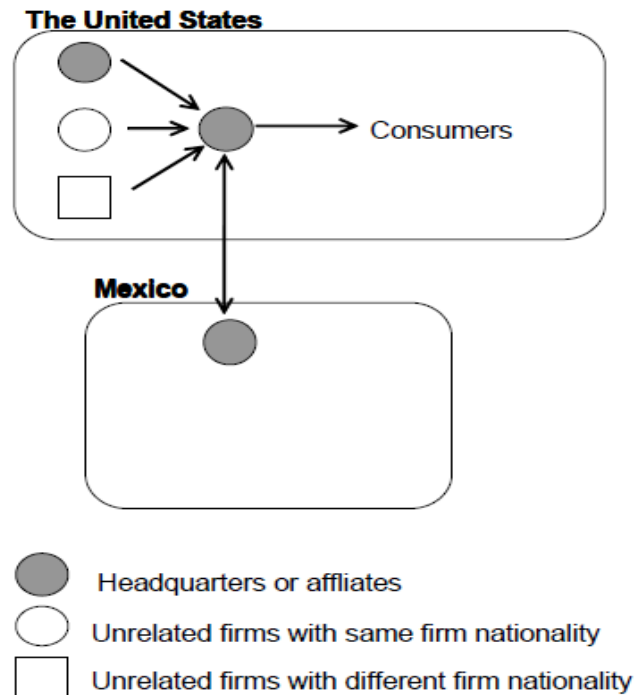 The United States
Consumers
Mexico
Headquarters or affliates
Unrelated firms with same firm nationality
Unrelated firms with different firm nationality